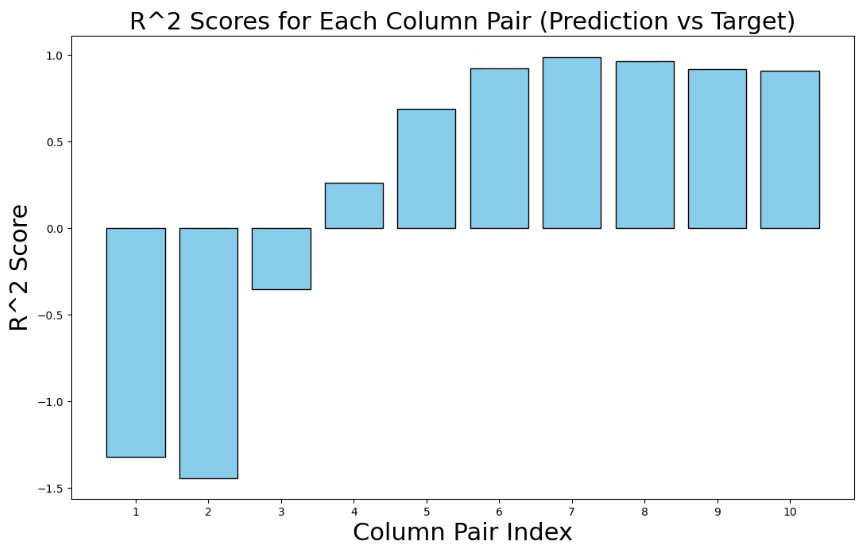 R^2 Scores for Each Column Pair (Prediction vs Target)
R^2 Score
1.0
0.5
0.0
−0.5
−1.0
−1.5
1 2 3 4 5 6 7 8 9 10
Column Pair Index